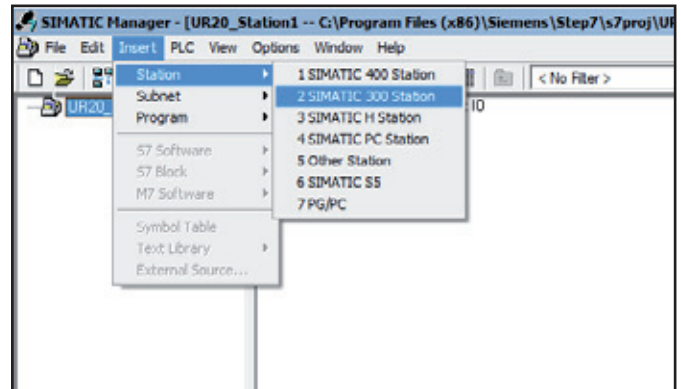 SIMATIC Manager - [UR20_Station1 -- C:\Program Files (x86)\Siemens\Step7\s7proj\UR
File Edit Insert PLC View Options Window Help
< No Filter >
UR20_
Station
Subnet
Program
S7 Software
S7 Block
M7 Software
Symbol Table
Text Library
External Source...
1 SIMATIC 400 Station
2 SIMATIC 300 Station
3 SIMATIC H Station
4 SIMATIC PC Station
5 Other Station
6 SIMATIC S5
7 PG/PC